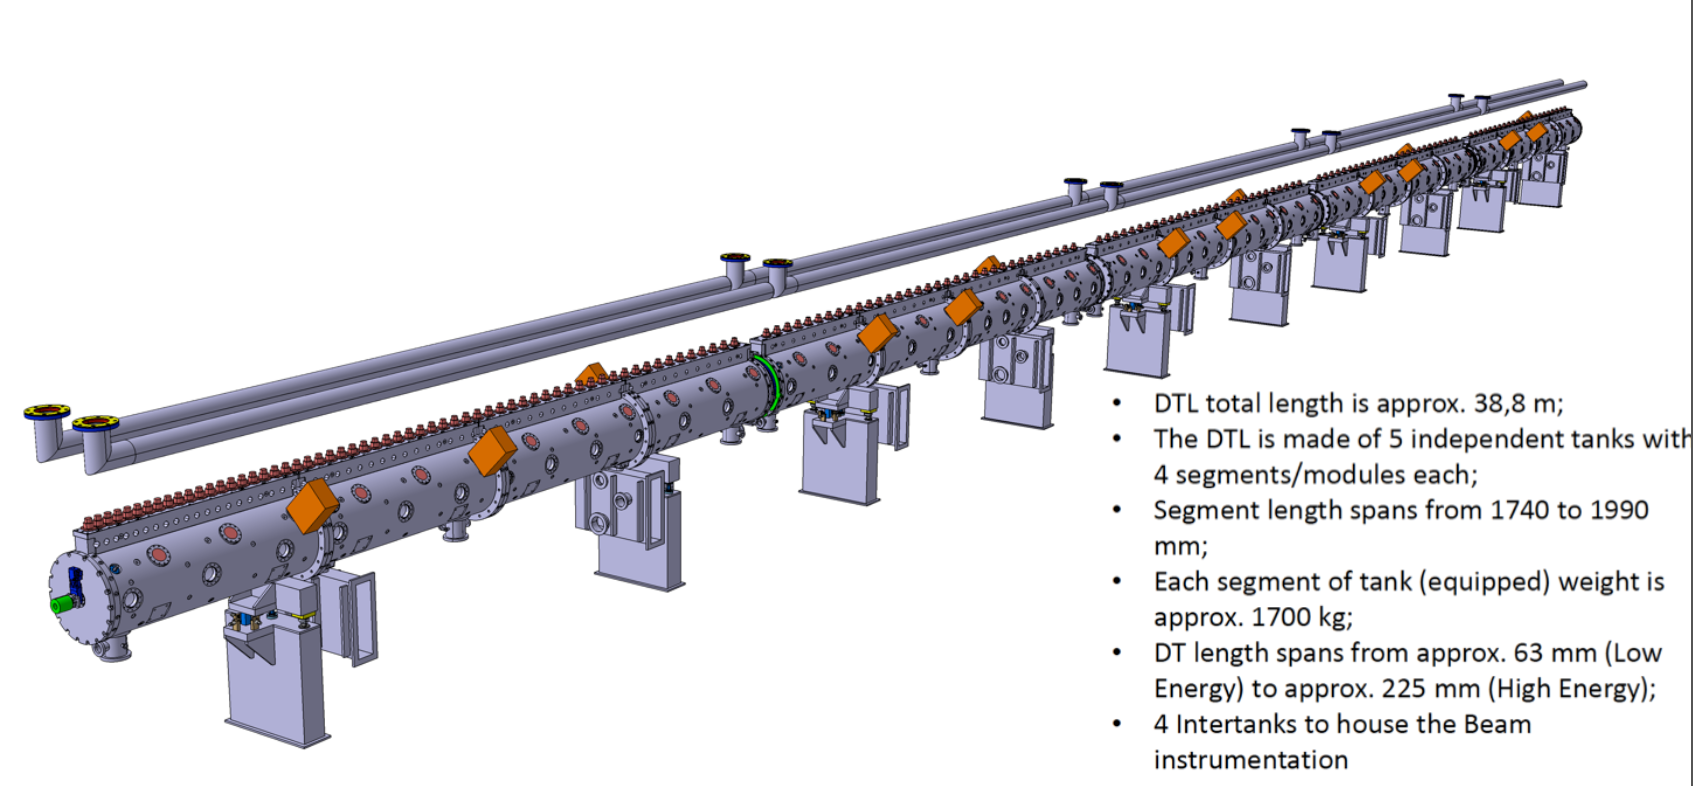 • DTL total length is approx. 38,8 m;
• The DTL is made of 5 independent tanks with
4 segments/modules each;
• Segment length spans from 1740 to 1990
mm;
• Each segment of tank (equipped) weight is
approx. 1700 kg;
• DT length spans from approx. 63 mm (Low
Energy) to approx. 225 mm (High Energy);
• 4 Intertanks to house the Beam
instrumentation